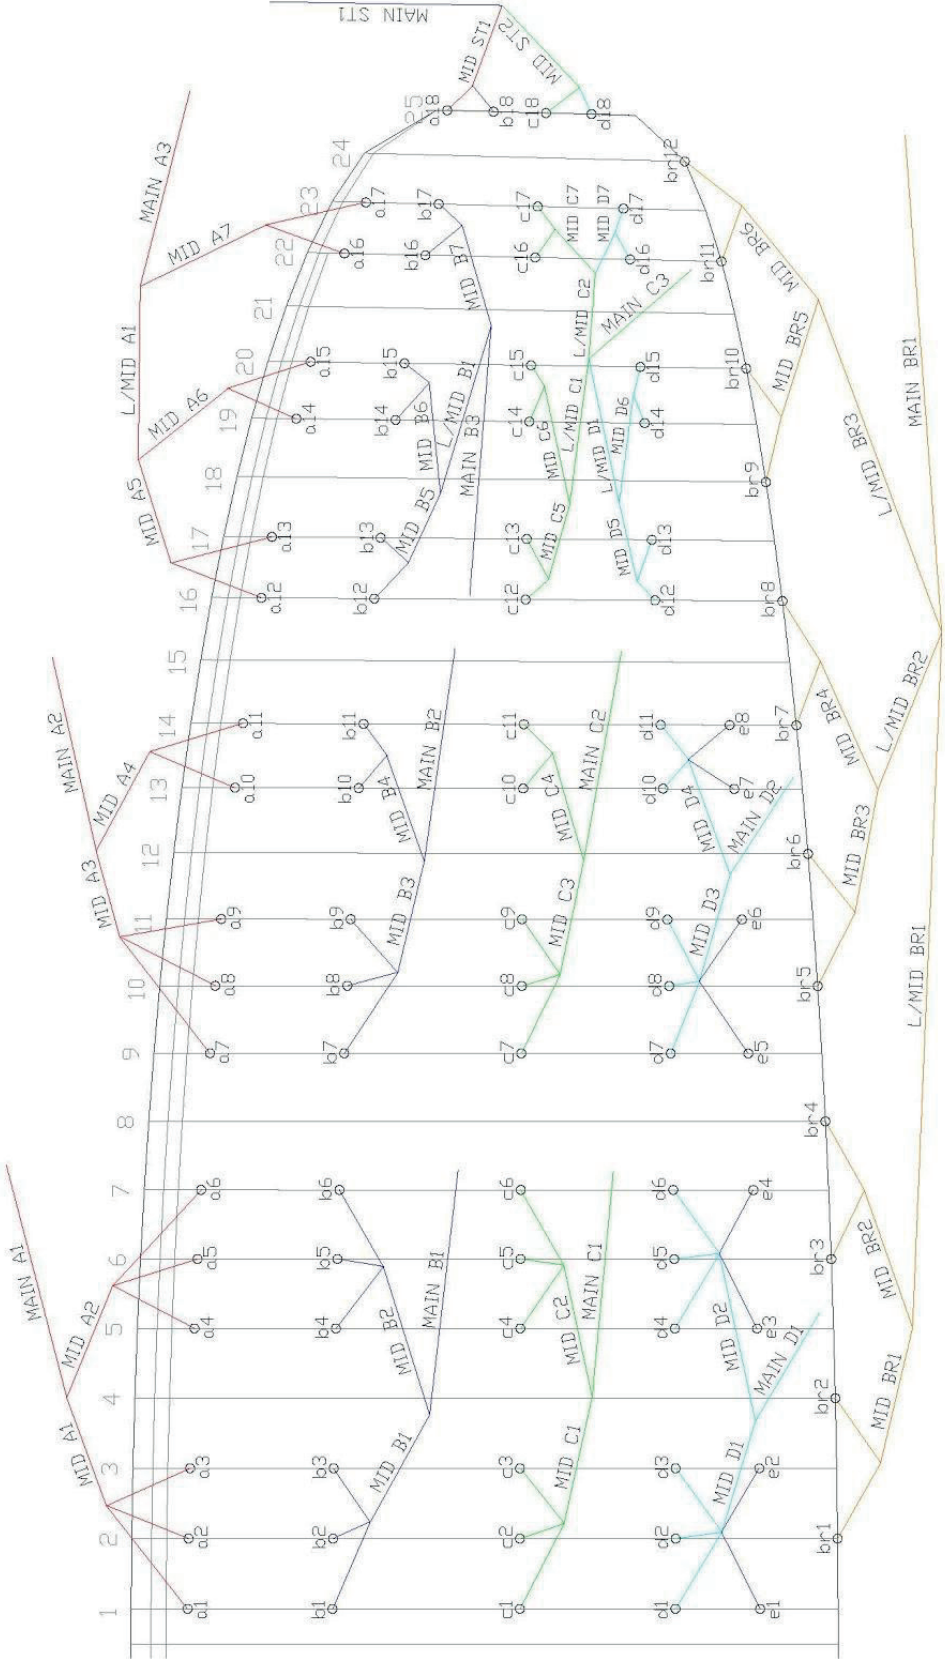 MAIN ST1
MID ST1
MID ST2
MAIN A1
MAIN A2
MAIN A3
MID A1
MID A2
MID A3
MID A4
MID A5
MID A6
L/MID A1
MID A7
1
2
3
4
5
6
7
8
9
10
11
12
13
14
15
16
17
18
19
20
21
22
23
24
25
a1
a2
a3
a4
a5
a6
a7
a8
a9
a10
a11
a12
a13
a14
a15
a16
a17
a18
b1
b2
b3
b4
b5
b6
b7
b8
b9
b10
b11
b12
b13
b14
b15
b16
b17
b18
MID B1
MID B2
MAIN B1
MID B3
MID B4
MAIN B2
MID B5
MID B6
L/MID B1
MID B7
MAIN B3
c1
c2
c3
c4
c5
c6
c7
c8
c9
c10
c11
c12
c13
c14
c15
c16
c17
c18
MID C1
MID C2
MAIN C1
MID C3
MID C4
MAIN C2
MID C5
MID C6
L/MID C1
L/MID C2
MID C7
MAIN C3
d1
d2
d3
d4
d5
d6
d7
d8
d9
d10
d11
d12
d13
d14
d15
d16
d17
d18
MID D1
MID D2
MAIN D1
MID D3
MID D4
MAIN D2
MID D5
L/MID D1
MID D6
MID D7
e1
e2
e3
e4
e5
e6
e7
e8
br1
br2
br3
br4
br5
br6
br7
br8
br9
br10
br11
br12
MID BR1
MID BR2
MID BR3
MID BR4
MID BR5
MID BR6
L/MID BR1
L/MID BR2
L/MID BR3
MAIN BR1